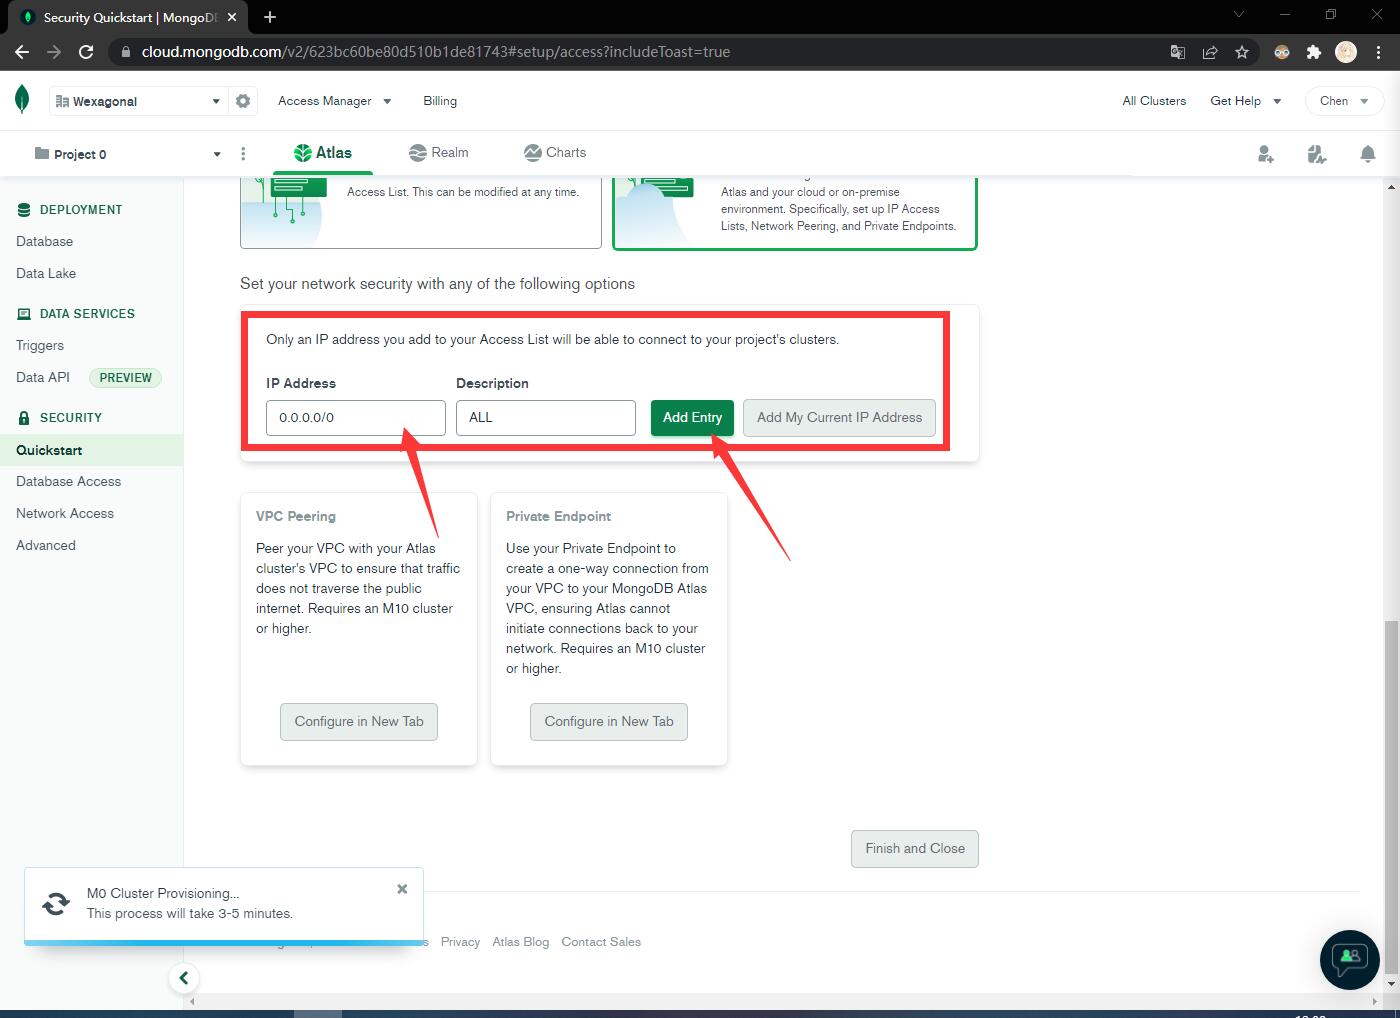 Security Quickstart | MongoDB
cloud.mongodb.com/v2/623bc60be80d510b1de81743#setup/access?includeToast=true
Wexagonal
Access Manager
Billing
All Clusters
Get Help
Chen
Project 0
Atlas
Realm
Charts
DEPLOYMENT
Database
Data Lake
DATA SERVICES
Triggers
Data API
PREVIEW
SECURITY
Quickstart
Database Access
Network Access
Advanced
Access List. This can be modified at any time.
Atlas and your cloud or on-premise
environment. Specifically, set up IP Access
Lists, Network Peering, and Private Endpoints.
Set your network security with any of the following options
Only an IP address you add to your Access List will be able to connect to your project's clusters.
IP Address
Description
0.0.0.0/0
ALL
Add Entry
Add My Current IP Address
VPC Peering
Peer your VPC with your Atlas
cluster's VPC to ensure that traffic
does not traverse the public
internet. Requires an M10 cluster
or higher.
Configure in New Tab
Private Endpoint
Use your Private Endpoint to
create a one-way connection from
your VPC to your MongoDB Atlas
VPC, ensuring Atlas cannot
initiate connections back to your
network. Requires an M10 cluster
or higher.
Configure in New Tab
Finish and Close
M0 Cluster Provisioning...
This process will take 3-5 minutes.
Privacy
Atlas Blog
Contact Sales